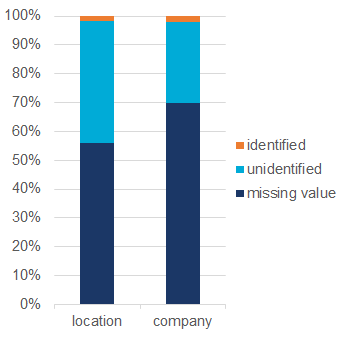 100%
90%
80%
70%
60%
50%
40%
30%
20%
10%
0%
location company
identified
unidentified
missing value